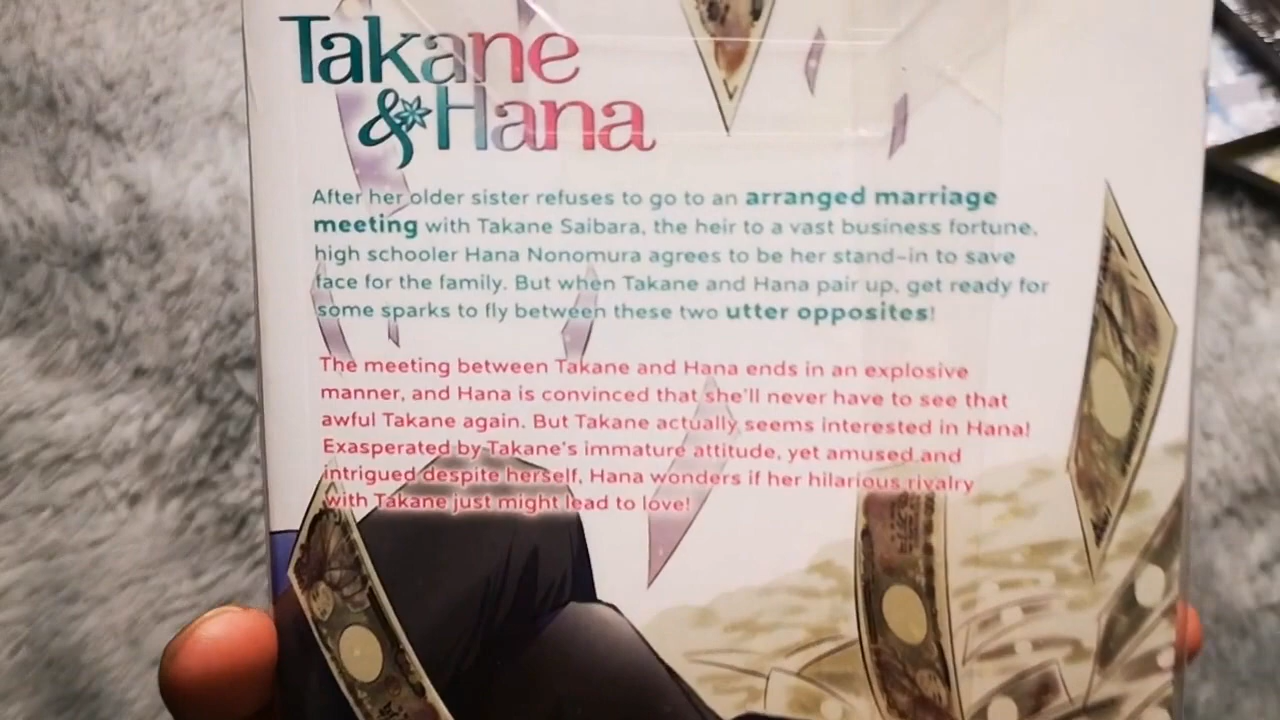 Takane
& Hana
After her older sister refuses to go to an arranged marriage
meeting with Takane Saibara, the heir to a vast business fortune,
high schooler Hana Nonomura agrees to be her stand-in to save
face for the family. But when Takane and Hana pair up, get ready for
some sparks to fly between these two utter opposites!
The meeting between Takane and Hana ends in an explosive
manner, and Hana is convinced that she'll never have to see that
awful Takane again. But Takane actually seems interested in Hana!
Exasperated by Takane's immature attitude, yet amused and
intrigued despite herself, Hana wonders if her hilarious rivalry
with Takane just might lead to love!